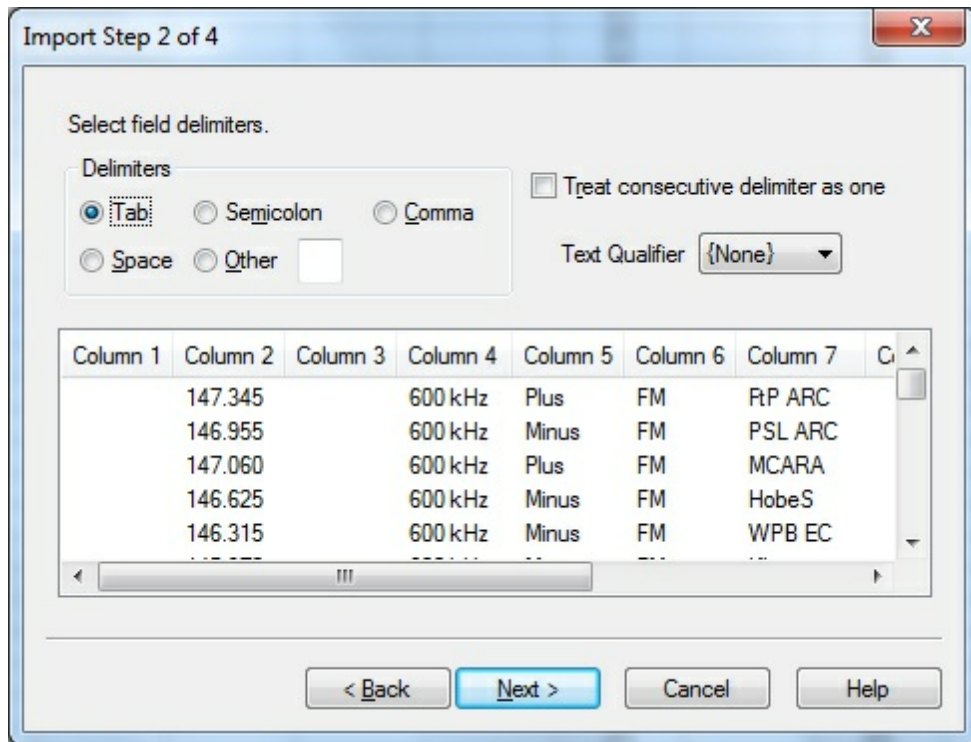 Import Step 2 of 4
Select field delimiters.
Delimiters
Tab Semicolon Comma
Space Other
Treat consecutive delimiter as one
Text Qualifier {None}
Column 1 Column 2 Column 3 Column 4 Column 5 Column 6 Column 7
147.345 600 kHz Plus FM FtP ARC
146.955 600 kHz Minus FM PSL ARC
147.060 600 kHz Plus FM MCARA
146.625 600 kHz Minus FM HobeS
146.315 600 kHz Minus FM WPB EC
< Back Next > Cancel Help